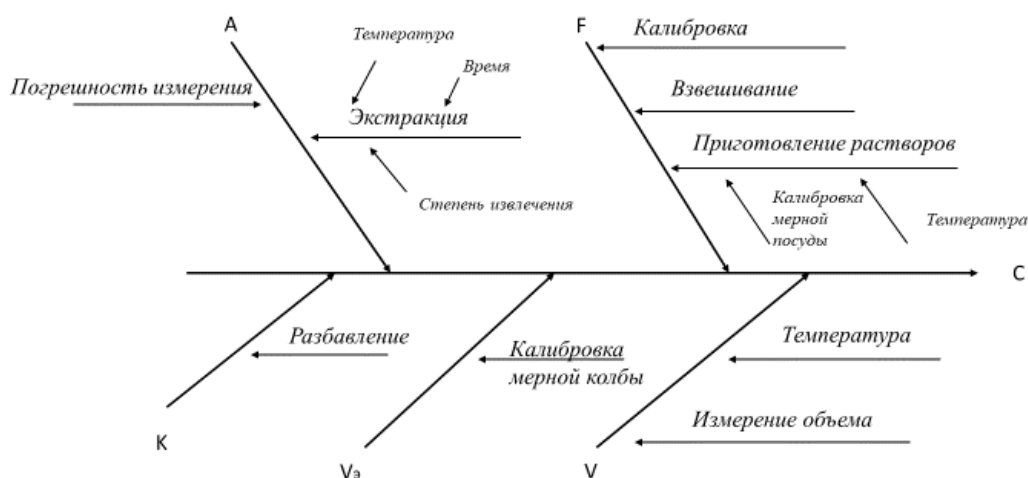 A
F
Температура
Калибровка
Время
Погрешность измерения
Взвешивание
Экстракция
Приготовление растворов
Степень извлечения
Калибровка
мерной
посуды
Температура
C
Разбавление
Калибровка
мерной колбы
Температура
Измерение объема
K
Vэ
V